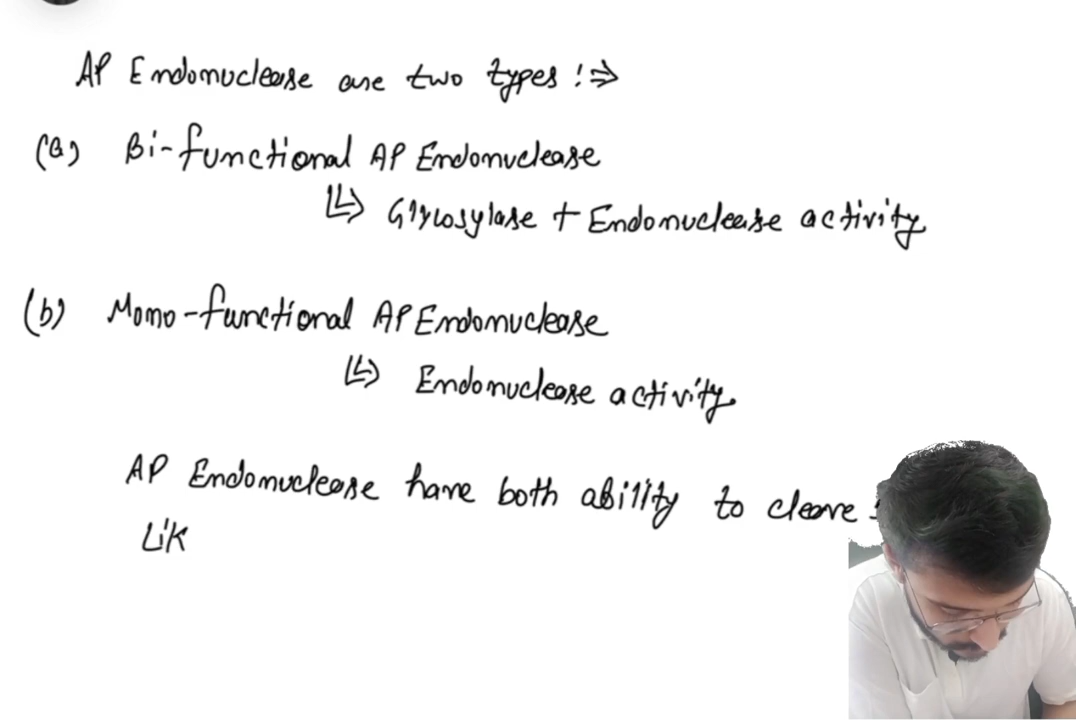 AP Endonuclease are two types :⇒
(a) Bi-functional AP Endonuclease
↳ Glycosylase + Endonuclease activity
(b) Mono-functional AP Endonuclease
↳ Endonuclease activity.
AP Endonuclease have both ability to cleave
Lik